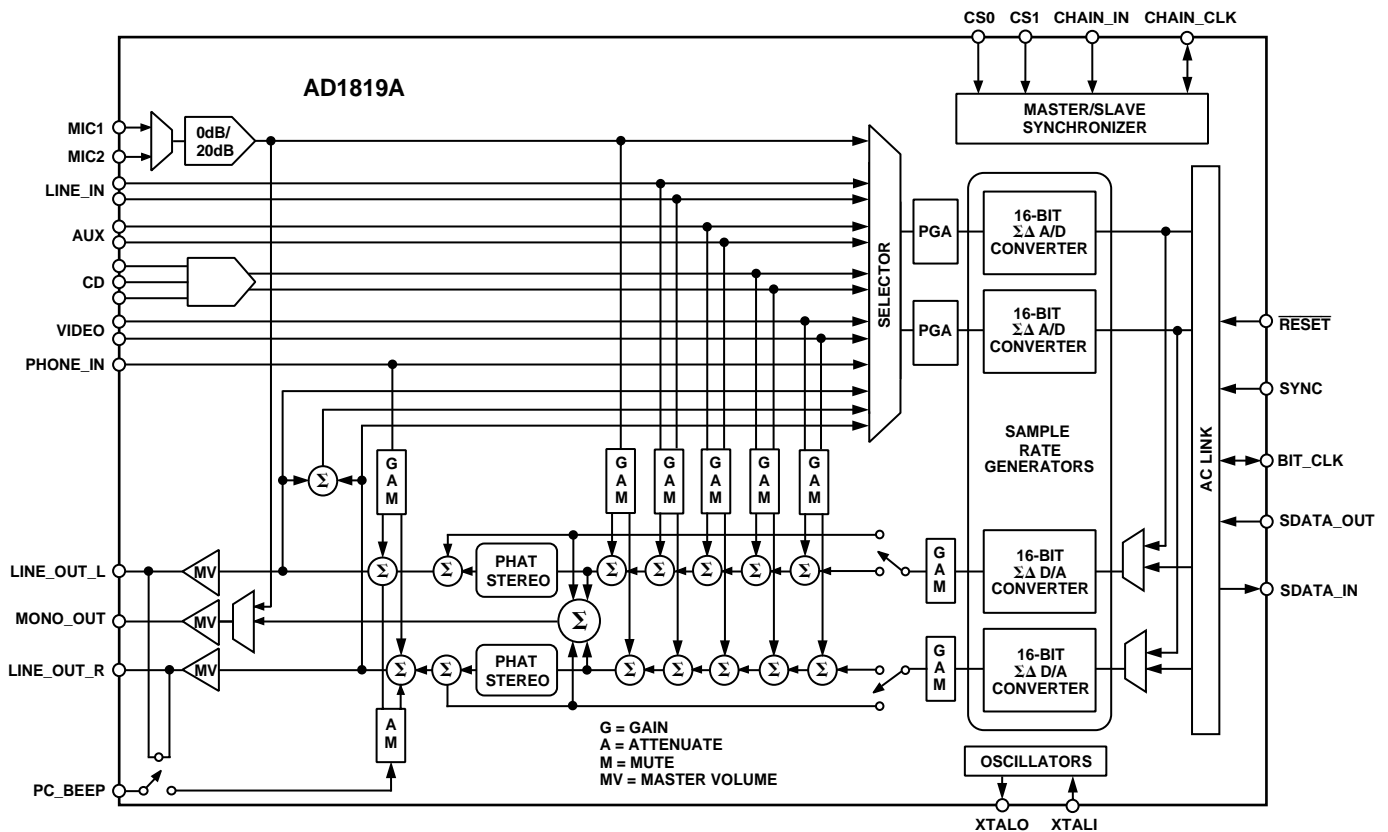 CS0 CS1 CHAIN_IN CHAIN_CLK
AD1819A
MASTER/SLAVE
SYNCHRONIZER
MIC1
MIC2
0dB/
20dB
LINE_IN
AUX
CD
VIDEO
PHONE_IN
SELECTOR
PGA
PGA
16-BIT
ΣΔ A/D
CONVERTER
16-BIT
ΣΔ A/D
CONVERTER
SAMPLE
RATE
GENERATORS
AC LINK
RESET
SYNC
BIT_CLK
SDATA_OUT
SDATA_IN
G
A
M
G
A
M
G
A
M
G
A
M
G
A
M
G
A
M
Σ
LINE_OUT_L
MV
Σ
Σ
PHAT
STEREO
Σ
Σ
Σ
Σ
Σ
G
A
M
16-BIT
ΣΔ D/A
CONVERTER
MONO_OUT
MV
Σ
LINE_OUT_R
MV
Σ
Σ
PHAT
STEREO
Σ
Σ
Σ
Σ
Σ
G
A
M
16-BIT
ΣΔ D/A
CONVERTER
A
M
G = GAIN
A = ATTENUATE
M = MUTE
MV = MASTER VOLUME
PC_BEEP
OSCILLATORS
XTALO XTALI